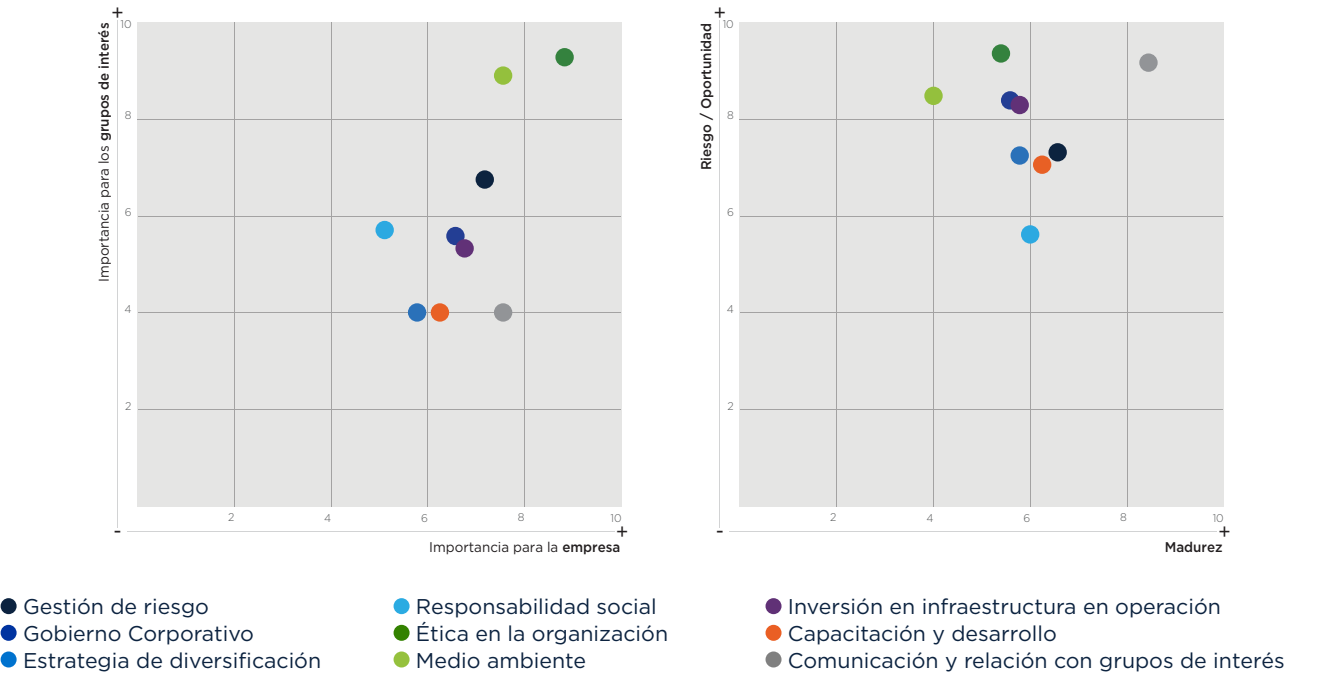 +
10
8
6
4
2
-
2
4
6
8
10
+
Importancia para los grupos de interés
Importancia para la empresa
+
10
8
6
4
2
-
2
4
6
8
10
+
Riesgo / Oportunidad
Madurez
Gestión de riesgo
Gobierno Corporativo
Estrategia de diversificación
Responsabilidad social
Ética en la organización
Medio ambiente
Inversión en infraestructura en operación
Capacitación y desarrollo
Comunicación y relación con grupos de interés